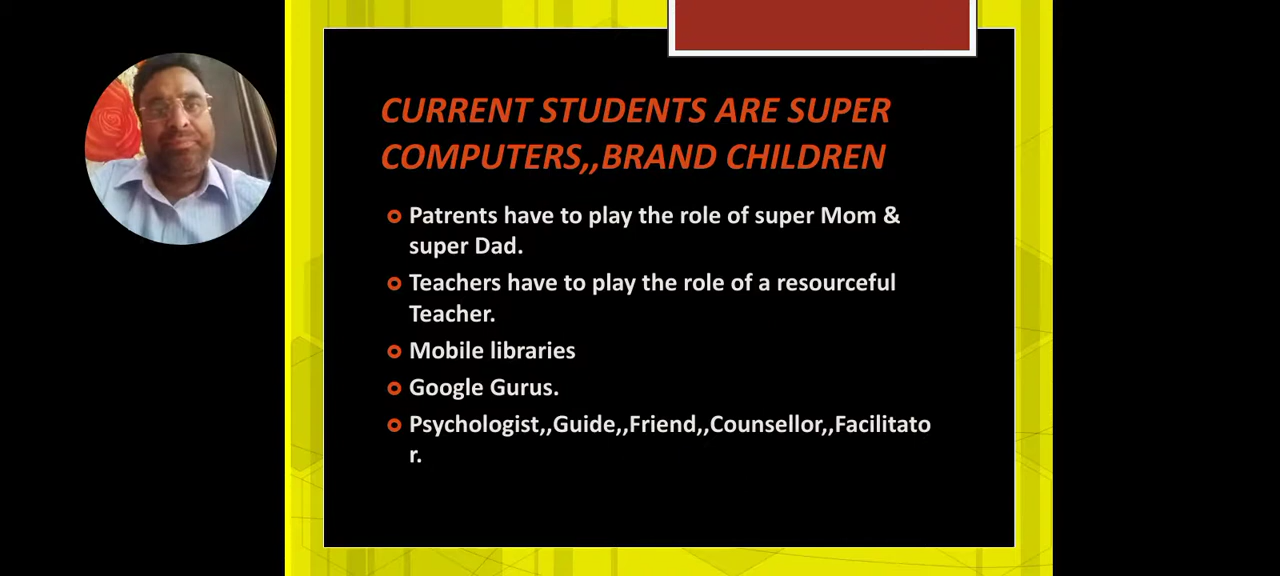 CURRENT STUDENTS ARE SUPER
COMPUTERS,,BRAND CHILDREN
Patrents have to play the role of super Mom &
super Dad.
Teachers have to play the role of a resourceful
Teacher.
Mobile libraries
Google Gurus.
Psychologist,,Guide,,Friend,,Counsellor,,Facilitato
r.